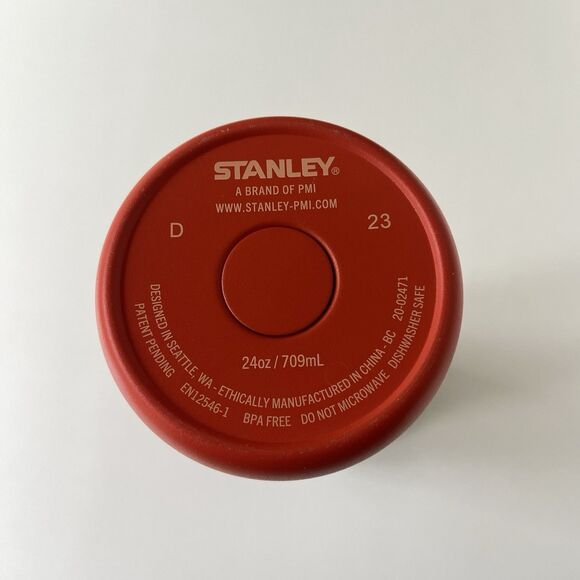 STANLEY®
A BRAND OF PMI
WWW.STANLEY-PMI.COM
D
23
24oz / 709mL
DESIGNED IN SEATTLE, WA - ETHICALLY MANUFACTURED IN CHINA - BC 20-02471
PATENT PENDING EN12546-1 BPA FREE DO NOT MICROWAVE DISHWASHER SAFE